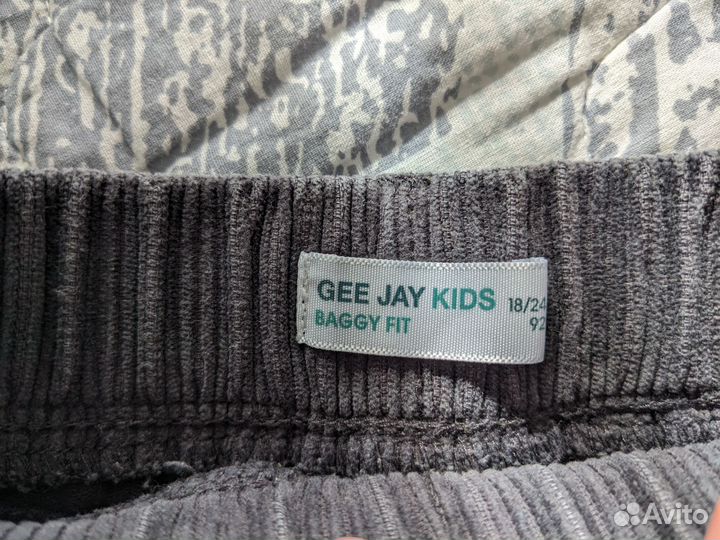 GEE JAY KIDS 18/24
BAGGY FIT 92
Avito